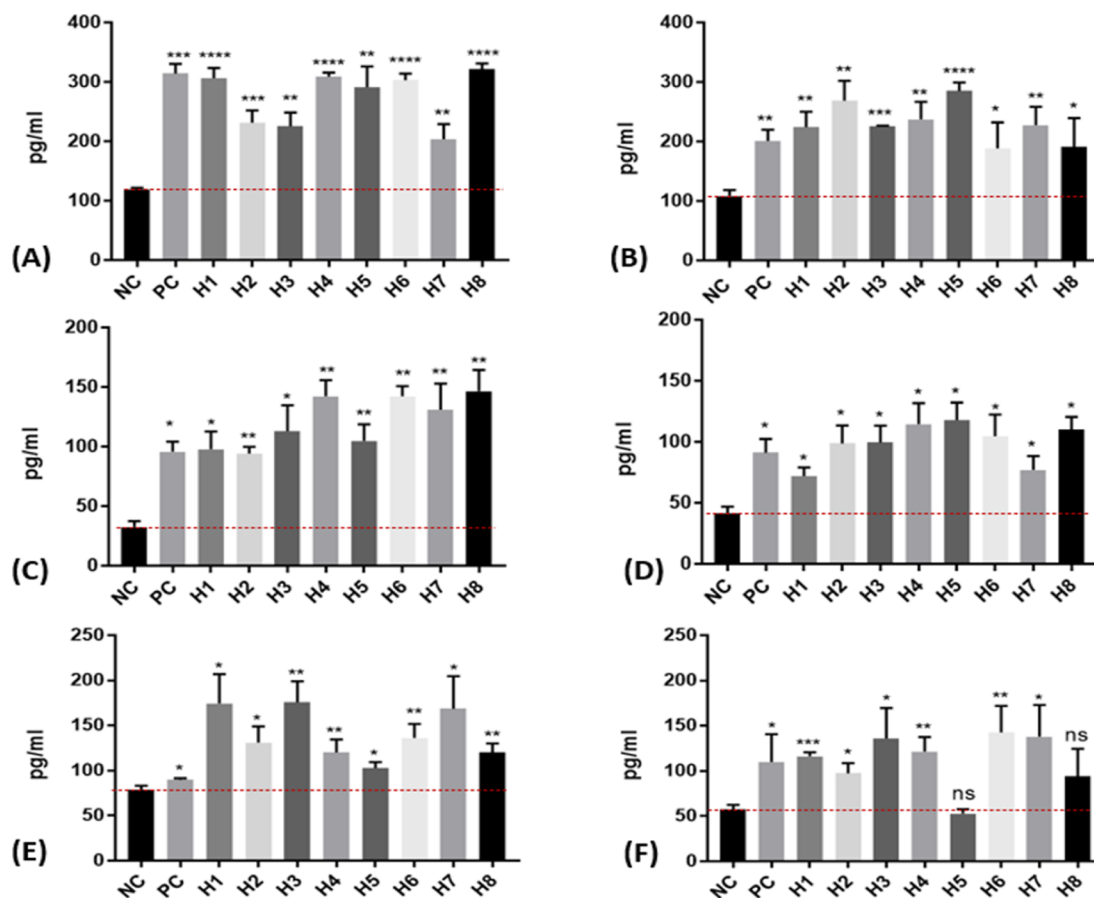 400
300
200
100
0
pg/ml
*** **** *** ** **** ** **** ** ****
NC PC H1 H2 H3 H4 H5 H6 H7 H8
(A)
400
300
200
100
0
pg/ml
** ** ** *** ** **** * ** *
NC PC H1 H2 H3 H4 H5 H6 H7 H8
(B)
200
150
100
50
0
pg/ml
* * ** * ** ** ** ** **
NC PC H1 H2 H3 H4 H5 H6 H7 H8
(C)
200
150
100
50
0
pg/ml
* * * * * * * * *
NC PC H1 H2 H3 H4 H5 H6 H7 H8
(D)
250
200
150
100
50
0
pg/ml
* * * ** ** * ** * **
NC PC H1 H2 H3 H4 H5 H6 H7 H8
(E)
250
200
150
100
50
0
pg/ml
* *** * * ** ns ** * ns
NC PC H1 H2 H3 H4 H5 H6 H7 H8
(F)